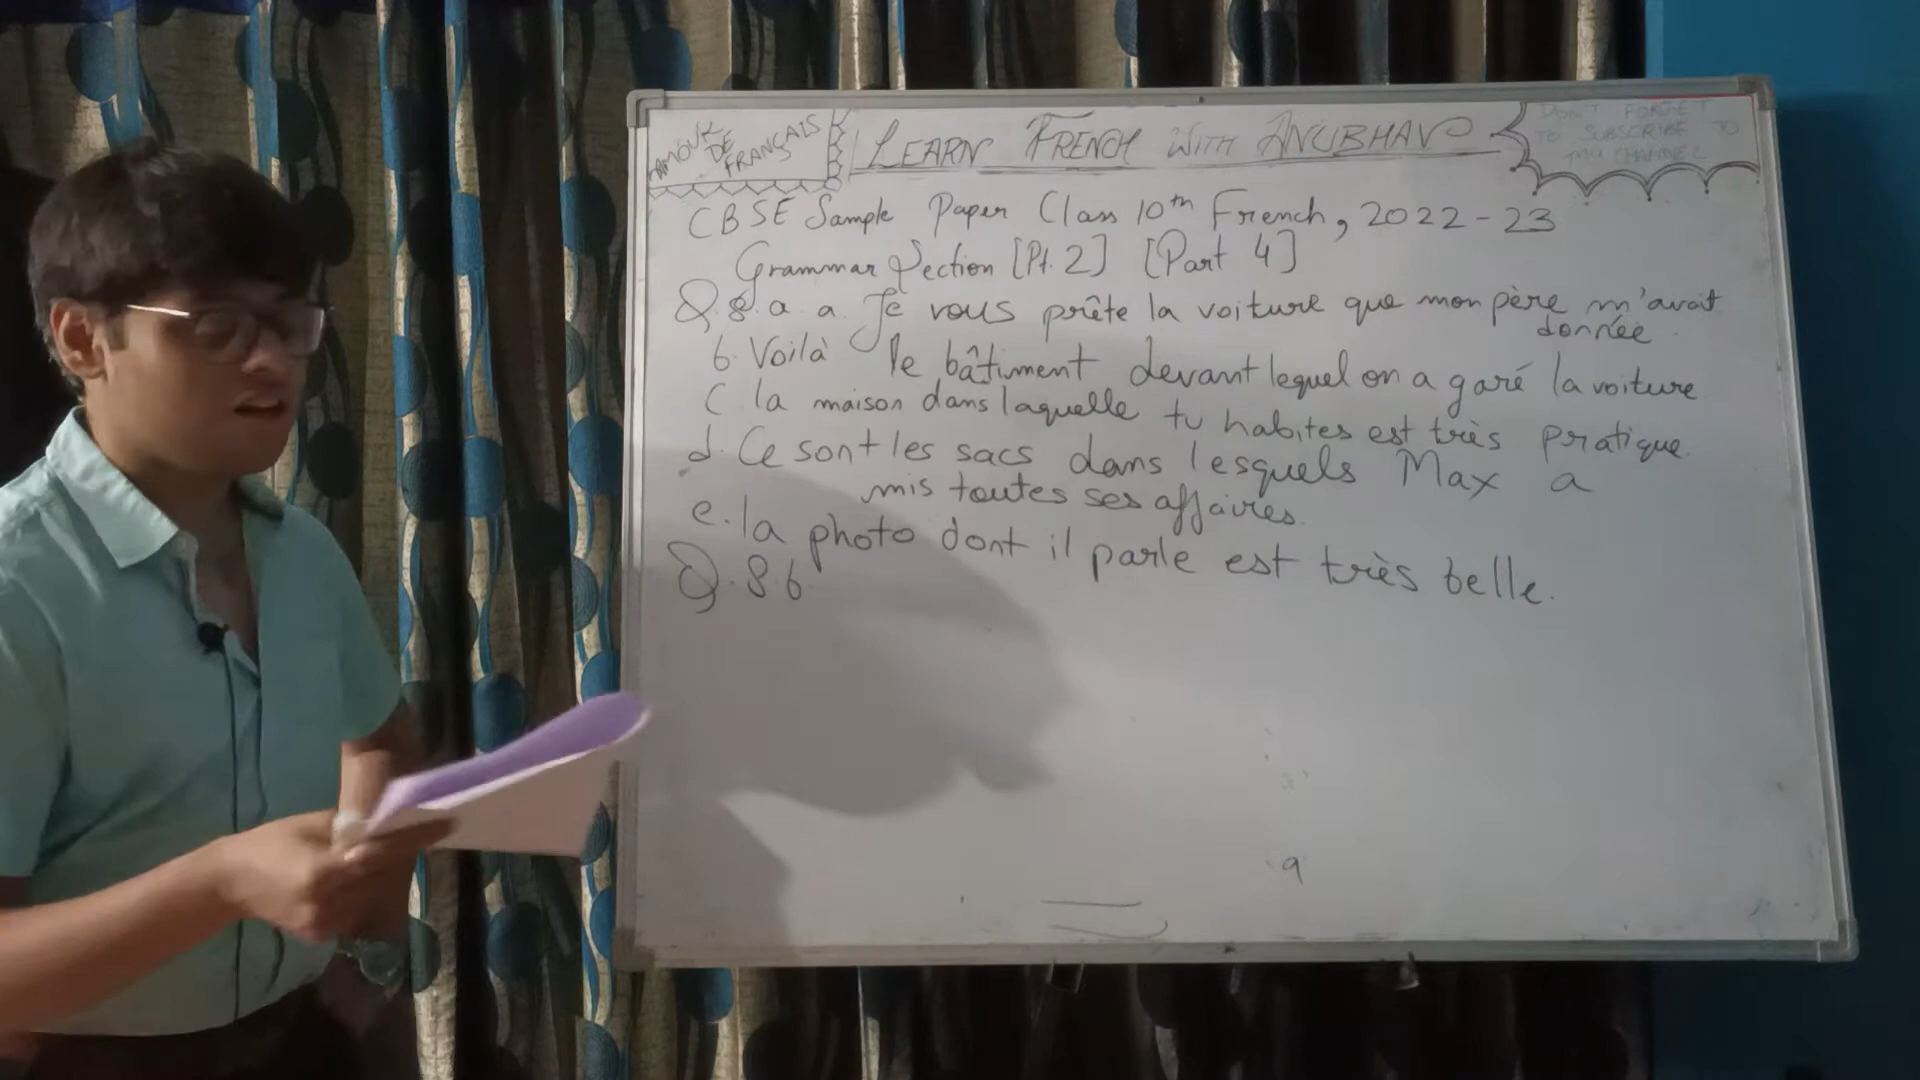 AMOUR
DE
FRANÇAIS
LEARN FRENCH WITH ANUBHAV
DON'T FORGET
TO SUBSCRIBE TO
MY CHANNEL
CBSE Sample Paper Class 10th French, 2022-23
Grammar Section [Pt. 2] [Part 4]
Q.8. a. a. Je vous prête la voiture que mon père m'avait
donnée.
b. Voilà le bâtiment devant lequel on a garé la voiture
c. la maison dans laquelle tu habites est très pratique.
d. Ce sont les sacs dans lesquels Max a
mis toutes ses affaires.
e. la photo dont il parle est très belle.
Q.8 b.
a